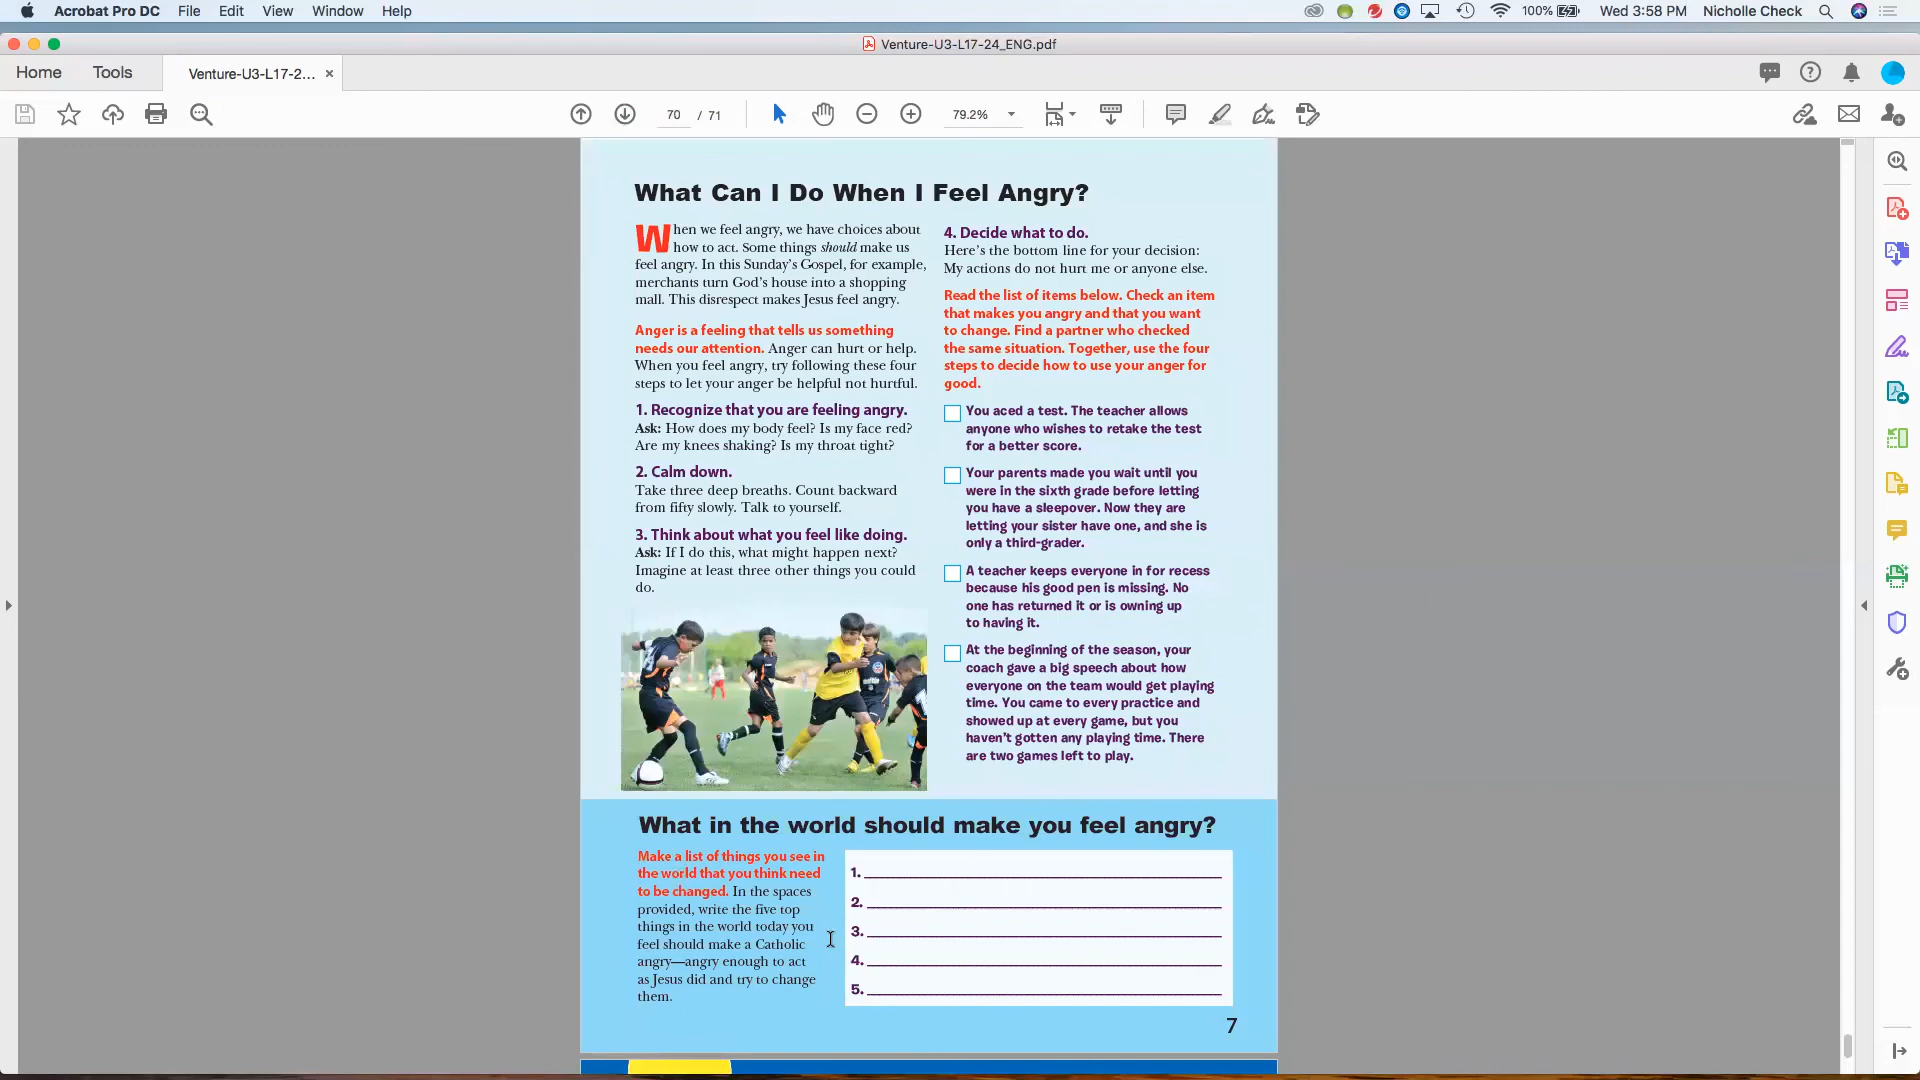 Acrobat Pro DC File Edit View Window Help
100% Wed 3:58 PM Nicholle Check
Venture-U3-L17-24_ENG.pdf
Home Tools Venture-U3-L17-2... ×
70 / 71 79.2%
What Can I Do When I Feel Angry?
When we feel angry, we have choices about
how to act. Some things should make us
feel angry. In this Sunday's Gospel, for example,
merchants turn God's house into a shopping
mall. This disrespect makes Jesus feel angry.
Anger is a feeling that tells us something
needs our attention. Anger can hurt or help.
When you feel angry, try following these four
steps to let your anger be helpful not hurtful.
1. Recognize that you are feeling angry.
Ask: How does my body feel? Is my face red?
Are my knees shaking? Is my throat tight?
2. Calm down.
Take three deep breaths. Count backward
from fifty slowly. Talk to yourself.
3. Think about what you feel like doing.
Ask: If I do this, what might happen next?
Imagine at least three other things you could
do.
4. Decide what to do.
Here's the bottom line for your decision:
My actions do not hurt me or anyone else.
Read the list of items below. Check an item
that makes you angry and that you want
to change. Find a partner who checked
the same situation. Together, use the four
steps to decide how to use your anger for
good.
You aced a test. The teacher allows
anyone who wishes to retake the test
for a better score.
Your parents made you wait until you
were in the sixth grade before letting
you have a sleepover. Now they are
letting your sister have one, and she is
only a third-grader.
A teacher keeps everyone in for recess
because his good pen is missing. No
one has returned it or is owning up
to having it.
At the beginning of the season, your
coach gave a big speech about how
everyone on the team would get playing
time. You came to every practice and
showed up at every game, but you
haven't gotten any playing time. There
are two games left to play.
What in the world should make you feel angry?
Make a list of things you see in
the world that you think need
to be changed. In the spaces
provided, write the five top
things in the world today you
feel should make a Catholic
angry—angry enough to act
as Jesus did and try to change
them.
1.
2.
3.
4.
5.
7